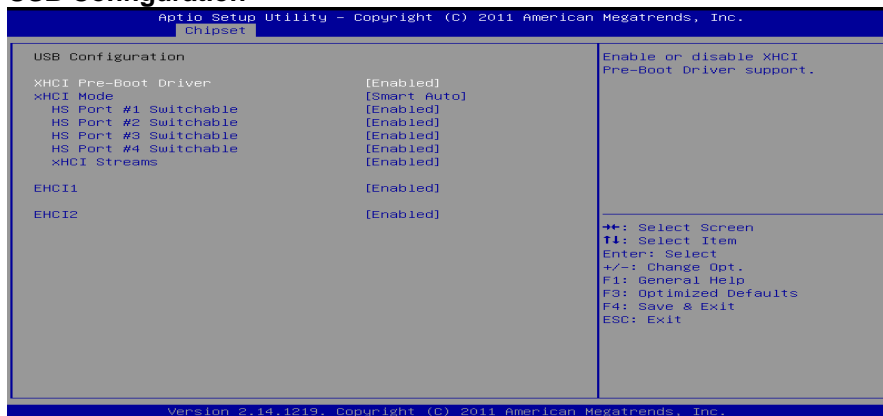 USB Configuration
Aptio Setup Utility – Copyright (C) 2011 American Megatrends, Inc.
Chipset
USB Configuration
XHCI Pre-Boot Driver [Enabled]
xHCI Mode [Smart Auto]
HS Port #1 Switchable [Enabled]
HS Port #2 Switchable [Enabled]
HS Port #3 Switchable [Enabled]
HS Port #4 Switchable [Enabled]
xHCI Streams [Enabled]
EHCI1 [Enabled]
EHCI2 [Enabled]
Enable or disable XHCI
Pre-Boot Driver support.
→←: Select Screen
↑↓: Select Item
Enter: Select
+/-: Change Opt.
F1: General Help
F3: Optimized Defaults
F4: Save & Exit
ESC: Exit
Version 2.14.1219. Copyright (C) 2011 American Megatrends, Inc.